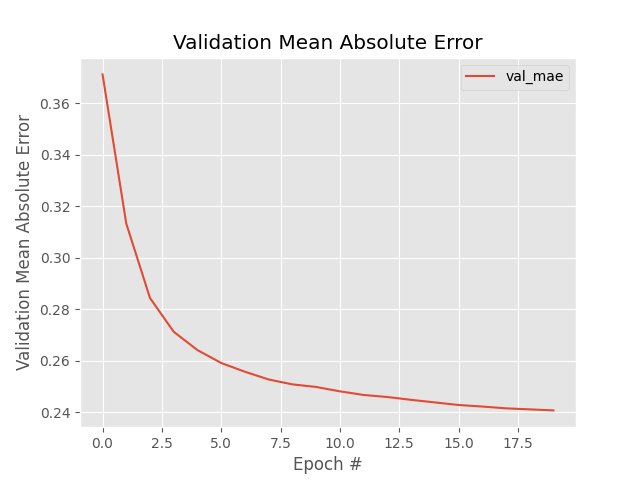 Validation Mean Absolute Error
val_mae
Validation Mean Absolute Error
0.36
0.34
0.32
0.30
0.28
0.26
0.24
0.0 2.5 5.0 7.5 10.0 12.5 15.0 17.5
Epoch #